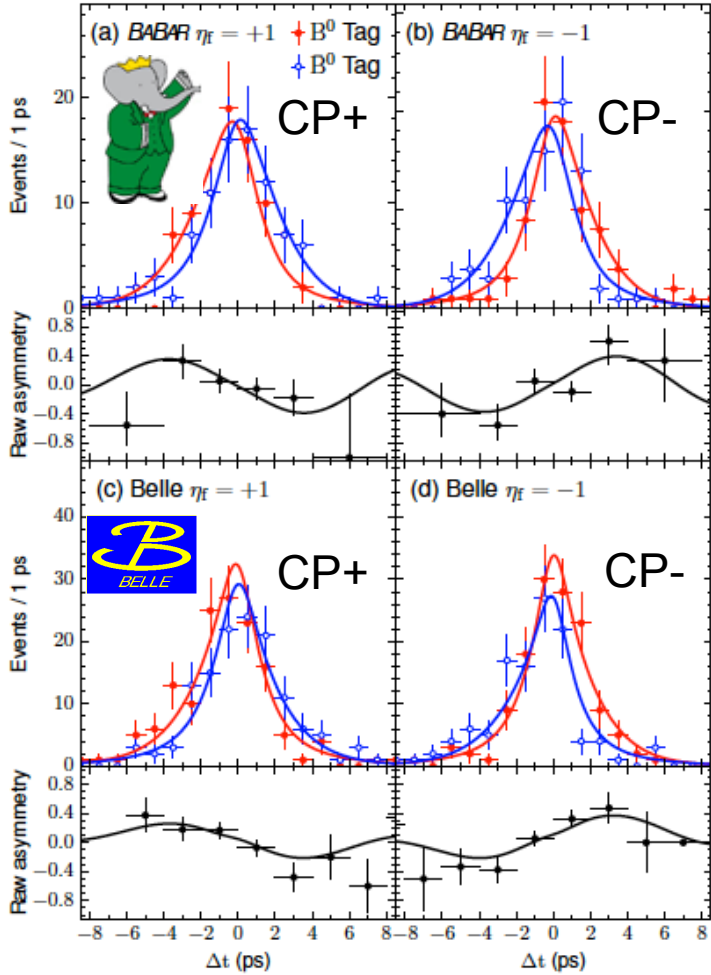 (a) BABAR ηf = +1
B⁰ Tag
B⁰ Tag
CP+
(b) BABAR ηf = −1
CP-
Events / 1 ps
20
10
0
Raw asymmetry
0.8
0.4
0.0
−0.4
−0.8
(c) Belle ηf = +1
BELLE
CP+
(d) Belle ηf = −1
CP-
Events / 1 ps
40
30
20
10
0
Raw asymmetry
0.8
0.4
0.0
−0.4
−0.8
−8 −6 −4 −2 0 2 4 6 8
−8 −6 −4 −2 0 2 4 6 8
Δt (ps)
Δt (ps)